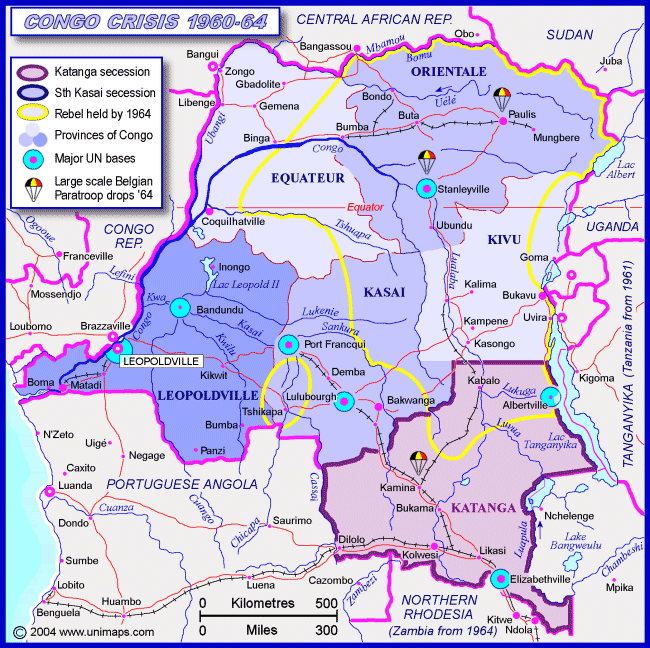 CONGO CRISIS 1960-64
Katanga secession
Sth Kasai secession
Rebel held by 1964
Provinces of Congo
Major UN bases
Large scale Belgian
Paratroop drops '64
CENTRAL AFRICAN REP.
SUDAN
Obo
Juba
Bangassou
Mbamou
Bomu
Bangui
Zongo
Gbadolite
Libenge
Gemena
Ubangi
Binga
Bumba
ORIENTALE
Bondo
Uélé
Buta
Paulis
Mungbere
Congo
EQUATEUR
Stanleyville
Lac
Albert
Equator
Coquilhatville
Tshuapa
Ubundu
KIVU
UGANDA
CONGO
REP.
Ogooue
Franceville
Lefini
Mossendjo
Loubomo
Brazzaville
Inongo
Lac Leopold II
Kwa
Congo
Bandundu
Kasai
Kwilu
KASAI
Lukenie
Sankura
Lualaba
Goma
Kalima
Bukavu
Kampene
Uvira
Kasongo
LEOPOLDVILLE
Boma
Matadi
Port Francqui
Kikwit
Demba
LEOPOLDVILLE
Luluborgh
Tshikapa
Bakwanga
Bumba
Panzi
Kabalo
Lukuga
Albertville
Kigoma
Luvua
Lac
Tanganyika
TANGANYIKA (Tanzania from 1961)
N'Zeto
Uigé
Negage
Caxito
Luanda
PORTUGUESE ANGOLA
Cuanza
Cuango
Chicapa
Cassai
Dondo
Saurimo
Kamina
Bukama
KATANGA
Luapula
Nchelenge
Lake
Bangweulu
Chambeshi
Dilolo
Kolwesi
Likasi
Elizabethville
Mpika
Sumbe
Lobito
Benguela
Huambo
Luena
Cazombo
Zambezi
NORTHERN
RHODESIA
(Zambia from 1964)
Kitwe
Ndola
0 Kilometres 500
0 Miles 300
© 2004 www.unimaps.com